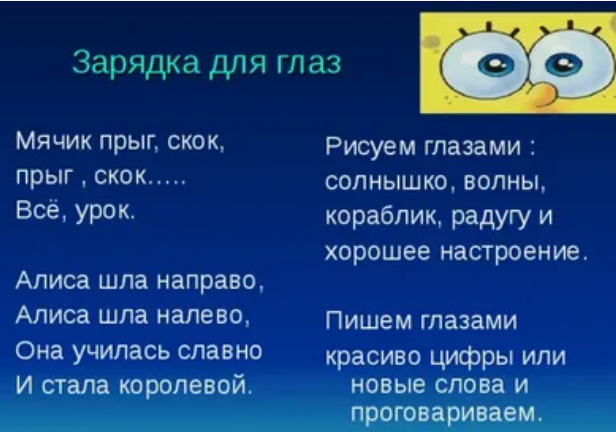 Зарядка для глаз
Мячик прыг, скок,
прыг , скок…..
Всё, урок.
Алиса шла направо,
Алиса шла налево,
Она училась славно
И стала королевой.
Рисуем глазами :
солнышко, волны,
кораблик, радугу и
хорошее настроение.
Пишем глазами
красиво цифры или
новые слова и
проговариваем.